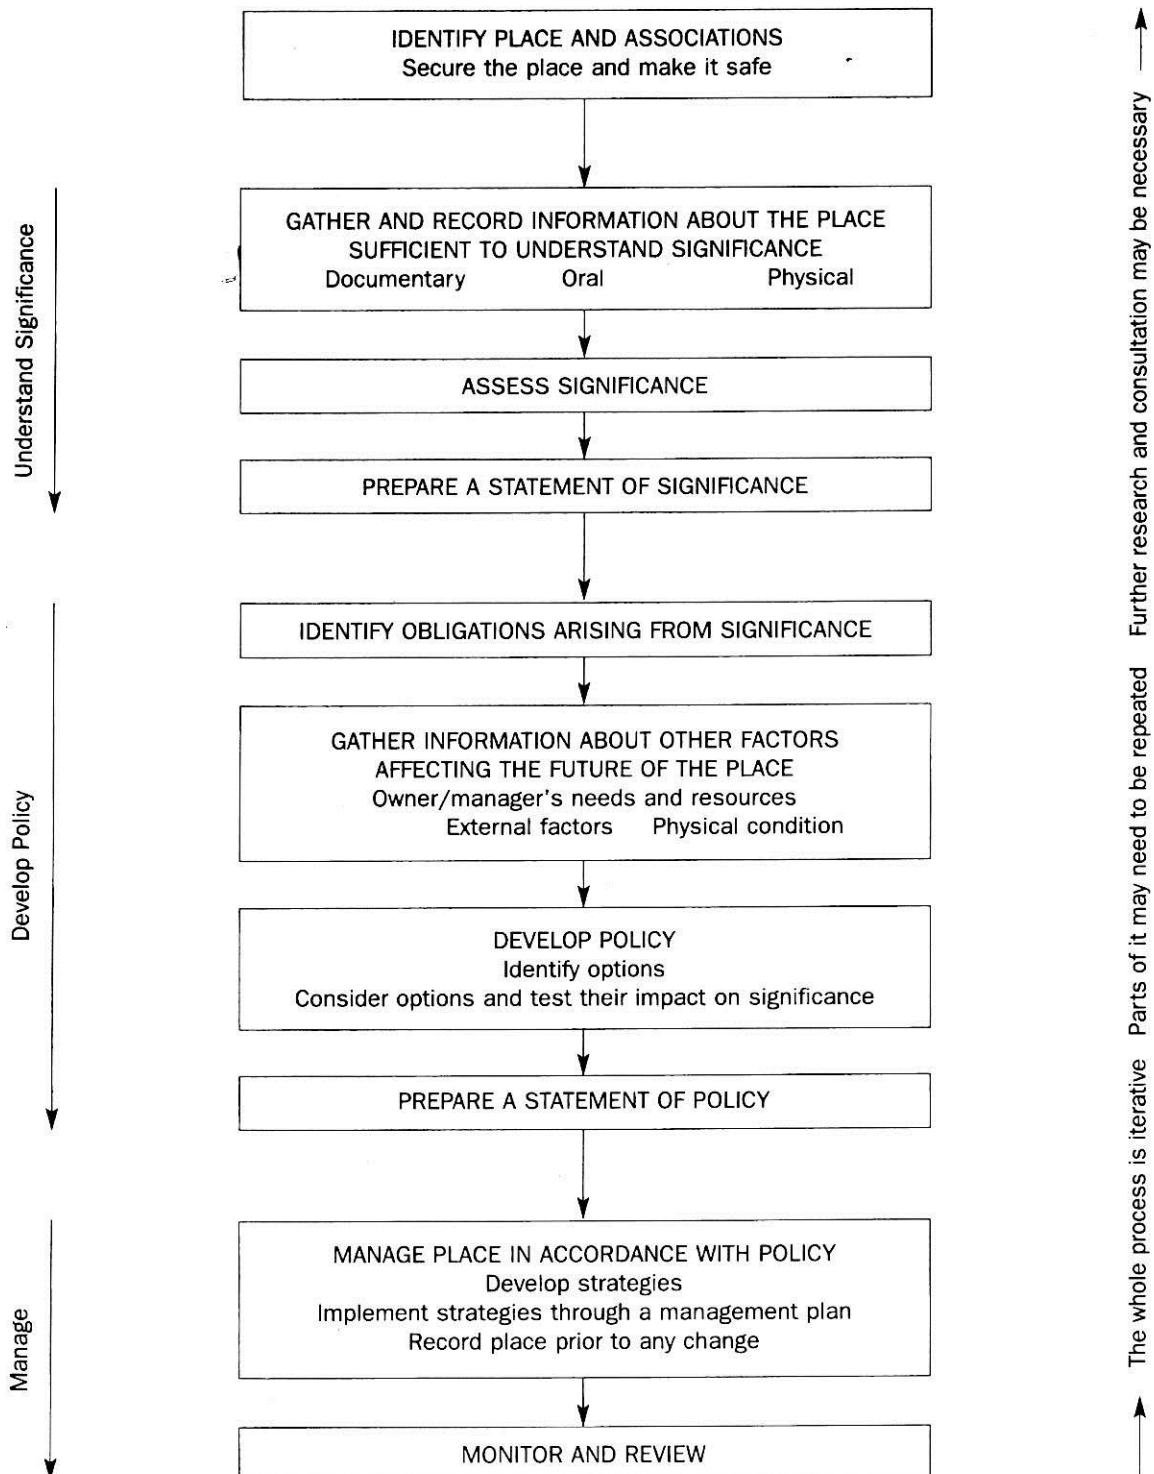 IDENTIFY PLACE AND ASSOCIATIONS
Secure the place and make it safe
GATHER AND RECORD INFORMATION ABOUT THE PLACE
SUFFICIENT TO UNDERSTAND SIGNIFICANCE
Documentary Oral Physical
ASSESS SIGNIFICANCE
PREPARE A STATEMENT OF SIGNIFICANCE
Understand Significance
IDENTIFY OBLIGATIONS ARISING FROM SIGNIFICANCE
GATHER INFORMATION ABOUT OTHER FACTORS
AFFECTING THE FUTURE OF THE PLACE
Owner/manager's needs and resources
External factors Physical condition
DEVELOP POLICY
Identify options
Consider options and test their impact on significance
PREPARE A STATEMENT OF POLICY
Develop Policy
MANAGE PLACE IN ACCORDANCE WITH POLICY
Develop strategies
Implement strategies through a management plan
Record place prior to any change
MONITOR AND REVIEW
Manage
The whole process is iterative Parts of it may need to be repeated Further research and consultation may be necessary